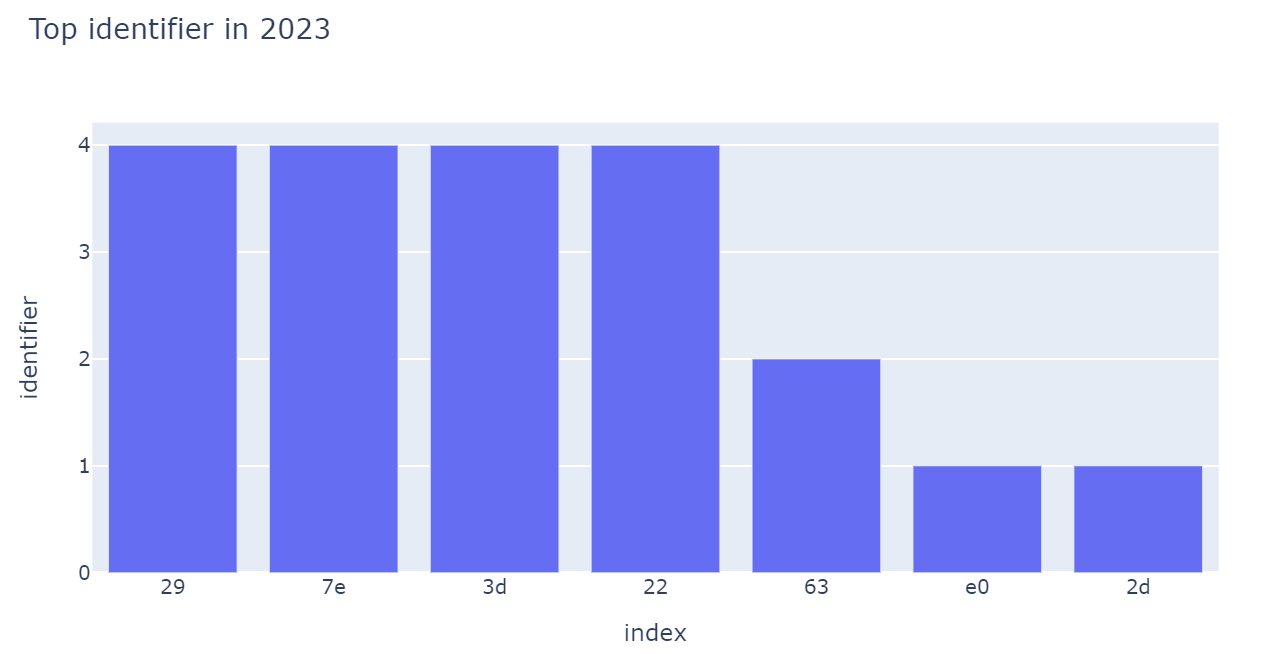 Top identifier in 2023
identifier
4
3
2
1
0
29 7e 3d 22 63 e0 2d
index